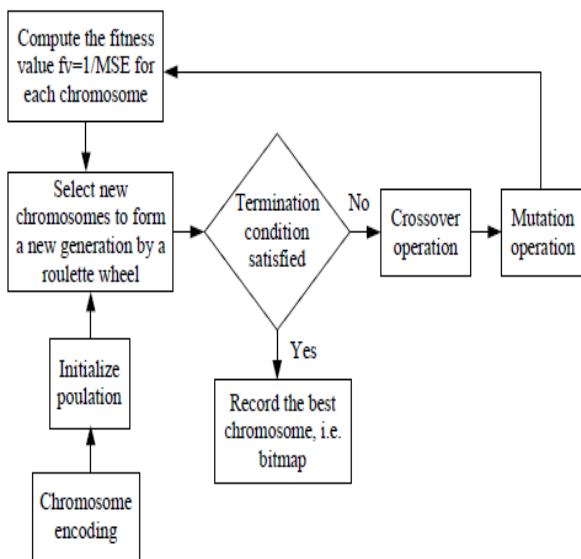 Compute the fitness
value fv=1/MSE for
each chromosome
Select new
chromosomes to form
a new generation by a
roulette wheel
Termination
condition
satisfied
No
Crossover
operation
Mutation
operation
Yes
Initialize
poulation
Record the best
chromosome, i.e.
bitmap
Chromosome
encoding